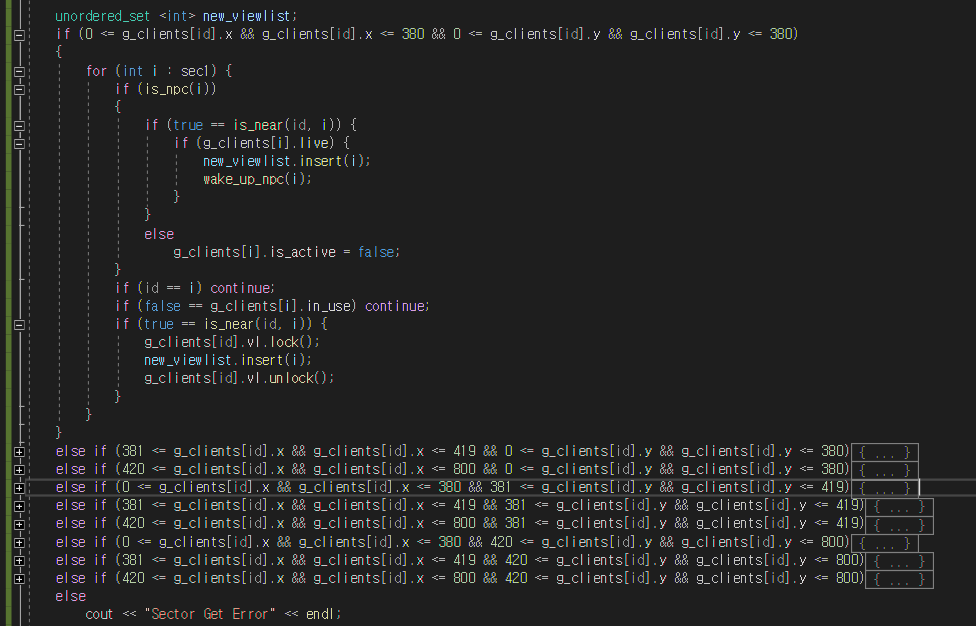 unordered_set <int> new_viewlist;
if (0 <= g_clients[id].x && g_clients[id].x <= 380 && 0 <= g_clients[id].y && g_clients[id].y <= 380)
{
for (int i : sec1) {
if (is_npc(i))
{
if (true == is_near(id, i)) {
if (g_clients[i].live) {
new_viewlist.insert(i);
wake_up_npc(i);
}
}
else
g_clients[i].is_active = false;
}
if (id == i) continue;
if (false == g_clients[i].in_use) continue;
if (true == is_near(id, i)) {
g_clients[id].vl.lock();
new_viewlist.insert(i);
g_clients[id].vl.unlock();
}
}
}
else if (381 <= g_clients[id].x && g_clients[id].x <= 419 && 0 <= g_clients[id].y && g_clients[id].y <= 380) { ... }
else if (420 <= g_clients[id].x && g_clients[id].x <= 800 && 0 <= g_clients[id].y && g_clients[id].y <= 380) { ... }
else if (0 <= g_clients[id].x && g_clients[id].x <= 380 && 381 <= g_clients[id].y && g_clients[id].y <= 419) { ... }
else if (381 <= g_clients[id].x && g_clients[id].x <= 419 && 381 <= g_clients[id].y && g_clients[id].y <= 419) { ... }
else if (420 <= g_clients[id].x && g_clients[id].x <= 800 && 381 <= g_clients[id].y && g_clients[id].y <= 419) { ... }
else if (0 <= g_clients[id].x && g_clients[id].x <= 380 && 420 <= g_clients[id].y && g_clients[id].y <= 800) { ... }
else if (381 <= g_clients[id].x && g_clients[id].x <= 419 && 420 <= g_clients[id].y && g_clients[id].y <= 800) { ... }
else if (420 <= g_clients[id].x && g_clients[id].x <= 800 && 420 <= g_clients[id].y && g_clients[id].y <= 800) { ... }
else
cout << "Sector Get Error" << endl;